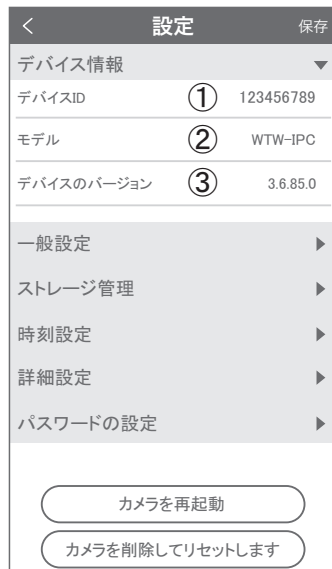 < 設定 保存
デバイス情報 ▼
デバイスID ① 123456789
モデル ② WTW-IPC
デバイスのバージョン ③ 3.6.85.0
一般設定 ▶
ストレージ管理 ▶
時刻設定 ▶
詳細設定 ▶
パスワードの設定 ▶
カメラを再起動
カメラを削除してリセットします